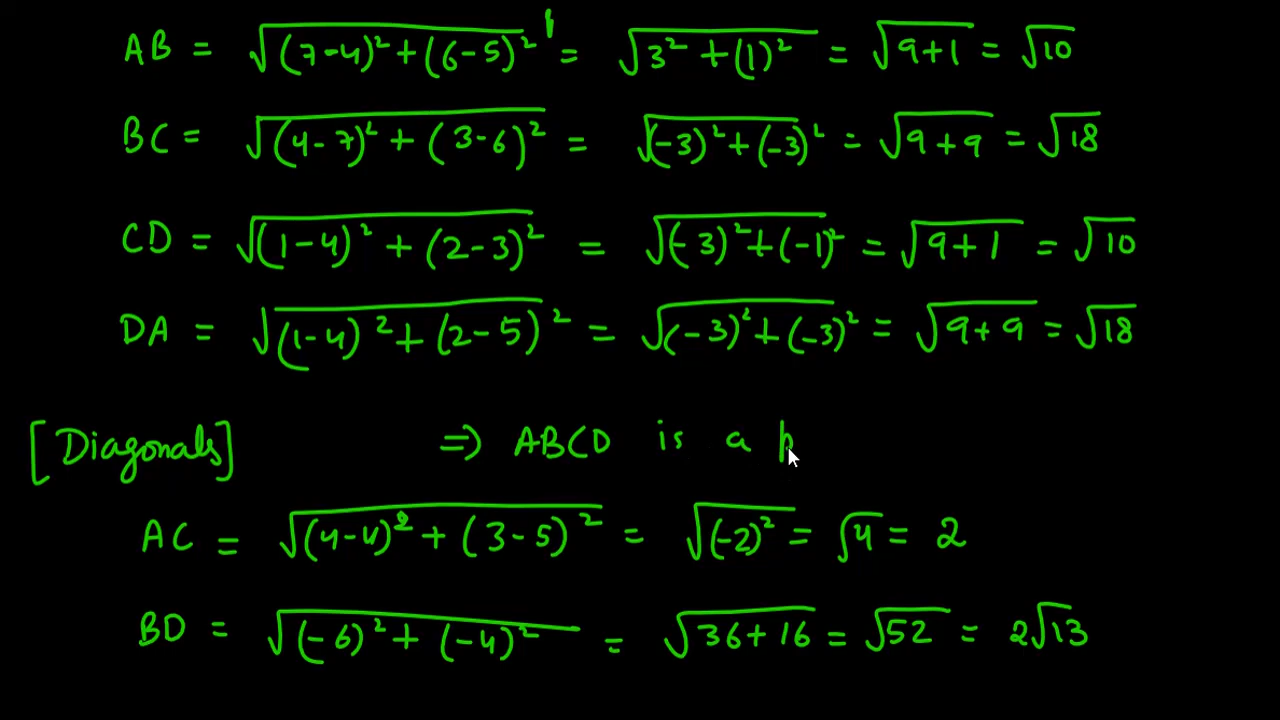 AB = √(7-4)² + (6-5)² = √3² + (1)² = √9+1 = √10
BC = √(4-7)² + (3-6)² = √(-3)² + (-3)² = √9+9 = √18
CD = √(1-4)² + (2-3)² = √(-3)² + (-1)² = √9+1 = √10
DA = √(1-4)² + (2-5)² = √(-3)² + (-3)² = √9+9 = √18
[Diagonals] ⇒ ABCD is a p
AC = √(4-4)² + (3-5)² = √(-2)² = √4 = 2
BD = √(-6)² + (-4)² = √36+16 = √52 = 2√13